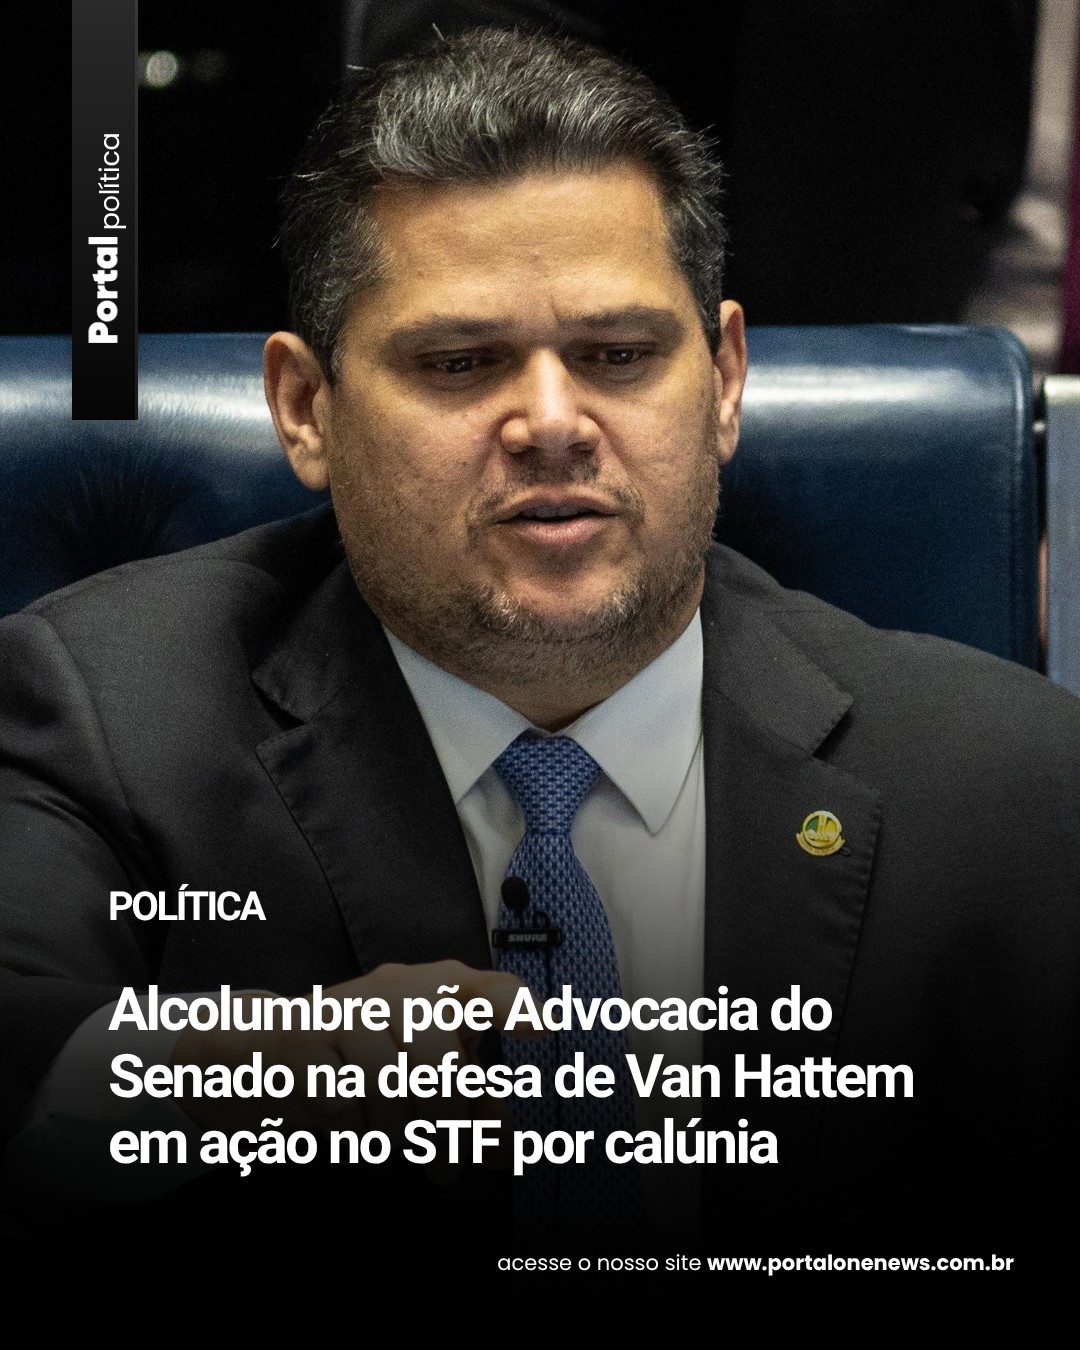 Portal política
SHURE
POLÍTICA
Alcolumbre põe Advocacia do
Senado na defesa de Van Hattem
em ação no STF por calúnia
acesse o nosso site www.portalonenews.com.br